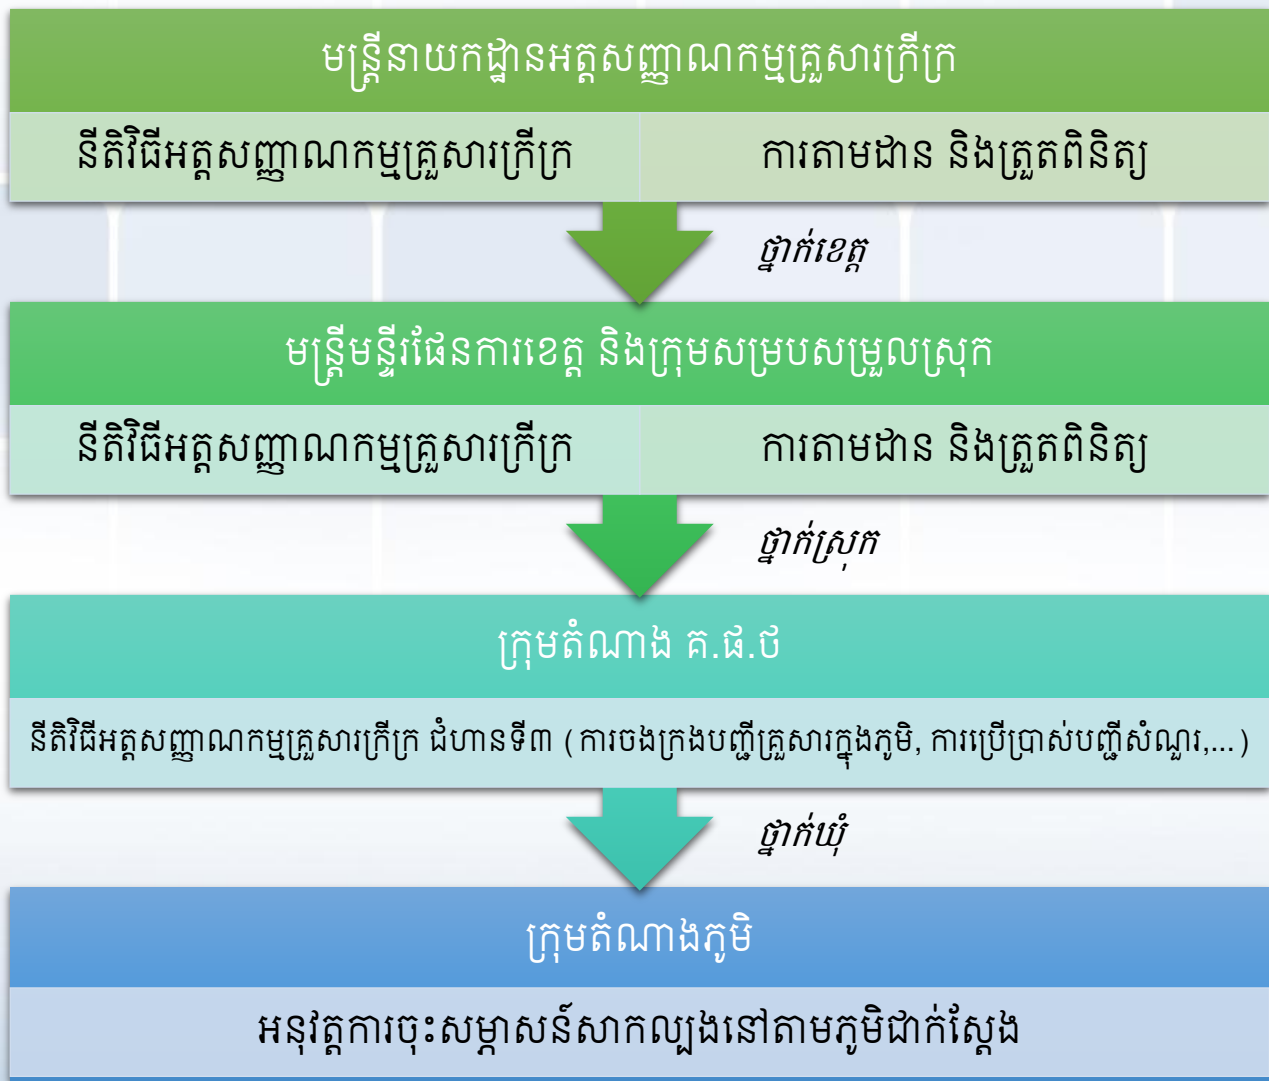 មន្ត្រីនាយកដ្ឋានអត្តសញ្ញាណកម្មគ្រួសារក្រីក្រ
នីតិវិធីអត្តសញ្ញាណកម្មគ្រួសារក្រីក្រ
ការតាមដាន និងត្រួតពិនិត្យ
ថ្នាក់ខេត្ត
មន្ត្រីមន្ទីរផែនការខេត្ត និងក្រុមសម្របសម្រួលស្រុក
នីតិវិធីអត្តសញ្ញាណកម្មគ្រួសារក្រីក្រ
ការតាមដាន និងត្រួតពិនិត្យ
ថ្នាក់ស្រុក
ក្រុមតំណាង គ.ផ.ថ
នីតិវិធីអត្តសញ្ញាណកម្មគ្រួសារក្រីក្រ ជំហានទី៣ (ការចងក្រងបញ្ជីគ្រួសារក្នុងភូមិ, ការប្រើប្រាស់បញ្ជីសំណួរ,...)
ថ្នាក់ឃុំ
ក្រុមតំណាងភូមិ
អនុវត្តការចុះសម្ភាសន៍សាកល្បងនៅតាមភូមិជាក់ស្តែង